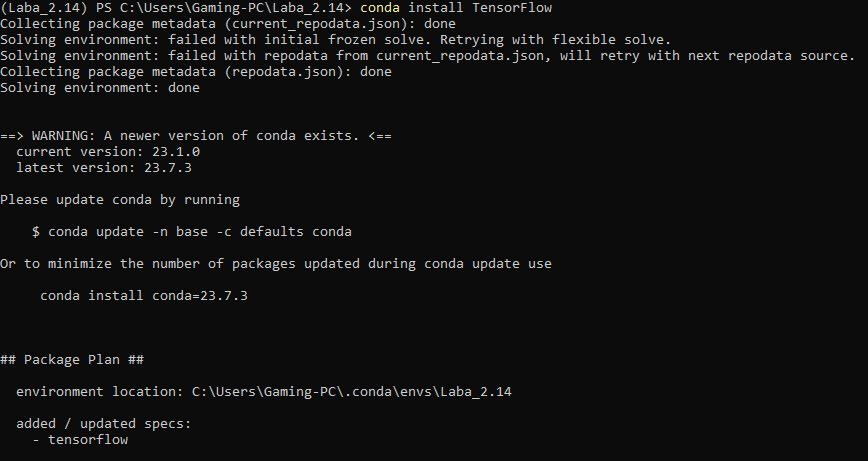 (Laba_2.14) PS C:\Users\Gaming-PC\Laba_2.14> conda install TensorFlow
Collecting package metadata (current_repodata.json): done
Solving environment: failed with initial frozen solve. Retrying with flexible solve.
Solving environment: failed with repodata from current_repodata.json, will retry with next repodata source.
Collecting package metadata (repodata.json): done
Solving environment: done
==> WARNING: A newer version of conda exists. <==
current version: 23.1.0
latest version: 23.7.3
Please update conda by running
$ conda update -n base -c defaults conda
Or to minimize the number of packages updated during conda update use
conda install conda=23.7.3
## Package Plan ##
environment location: C:\Users\Gaming-PC\.conda\envs\Laba_2.14
added / updated specs:
- tensorflow